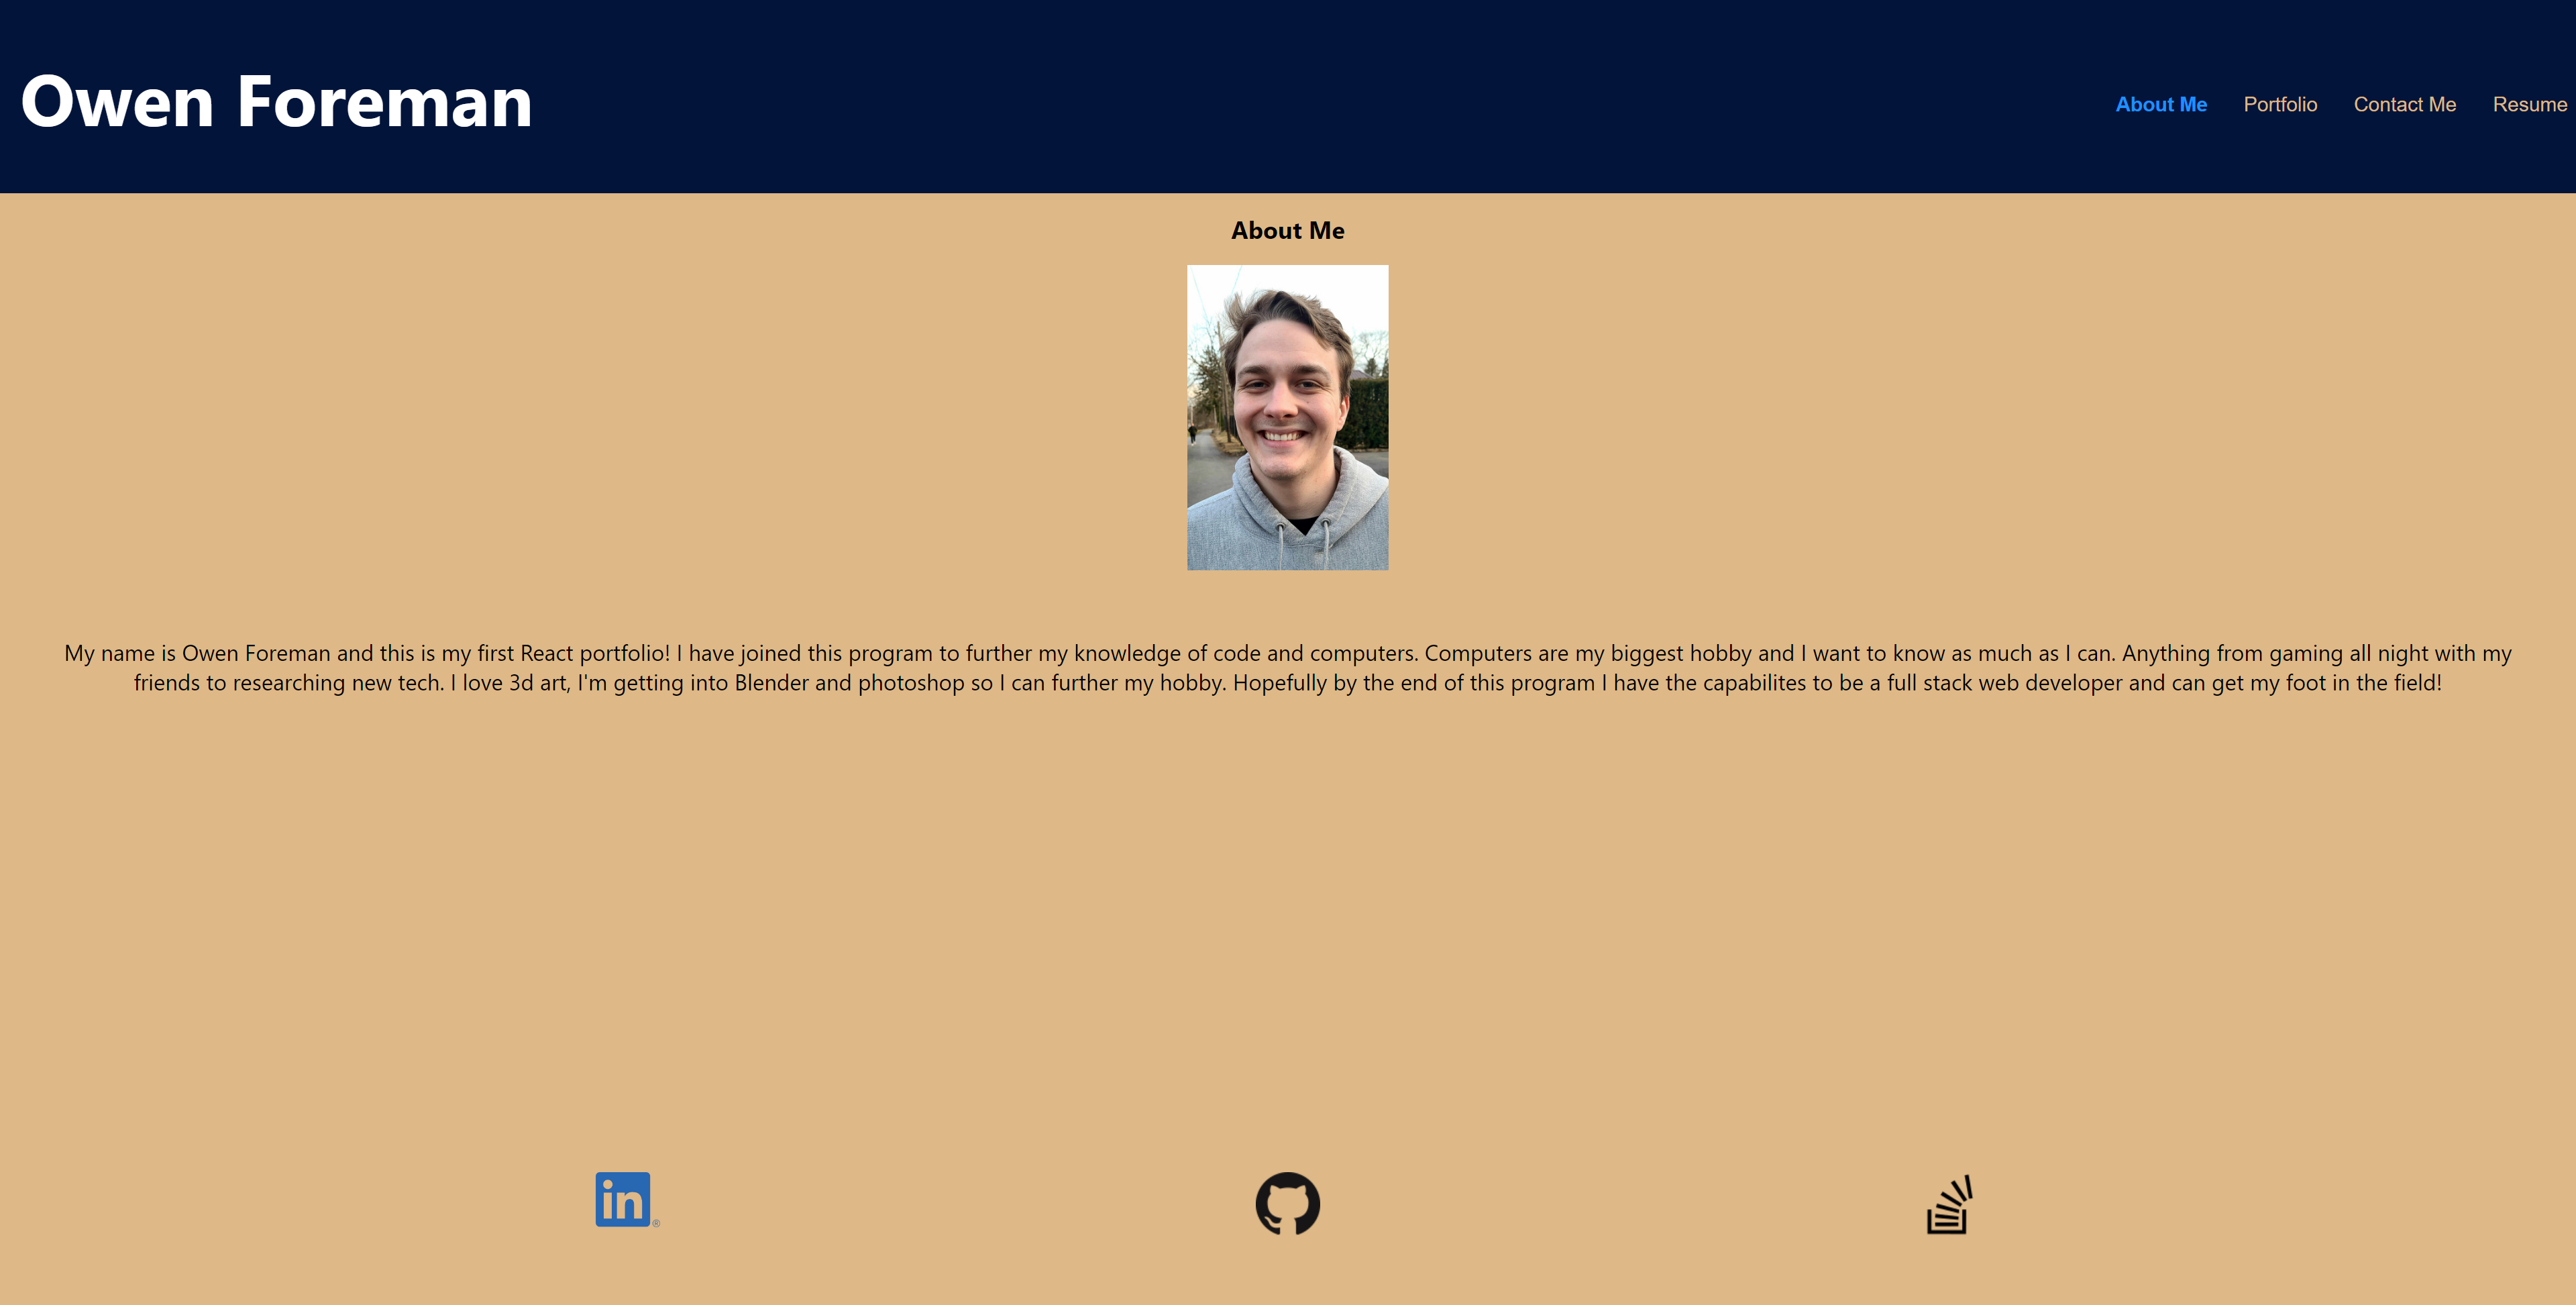 Owen Foreman
About Me Portfolio Contact Me Resume
About Me
My name is Owen Foreman and this is my first React portfolio! I have joined this program to further my knowledge of code and computers. Computers are my biggest hobby and I want to know as much as I can. Anything from gaming all night with my
friends to researching new tech. I love 3d art, I'm getting into Blender and photoshop so I can further my hobby. Hopefully by the end of this program I have the capabilites to be a full stack web developer and can get my foot in the field!
in®